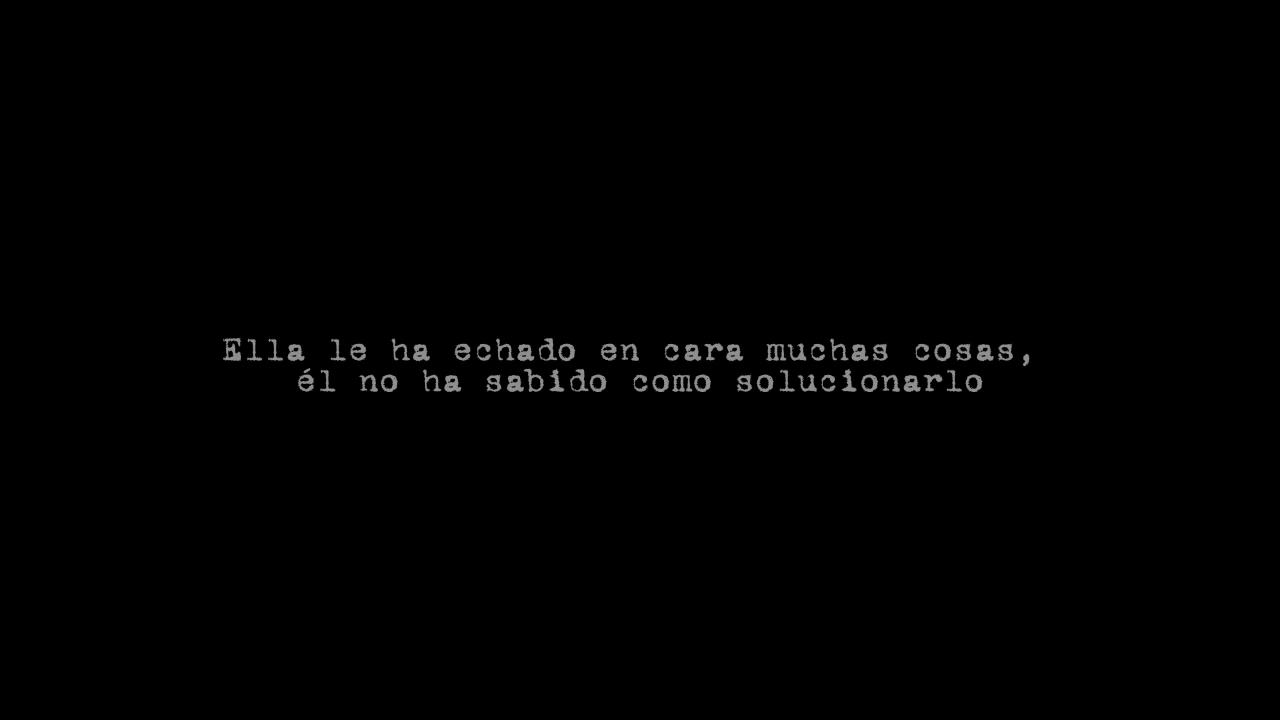 Ella le ha echado en cara muchas cosas,
él no ha sabido como solucionarlo